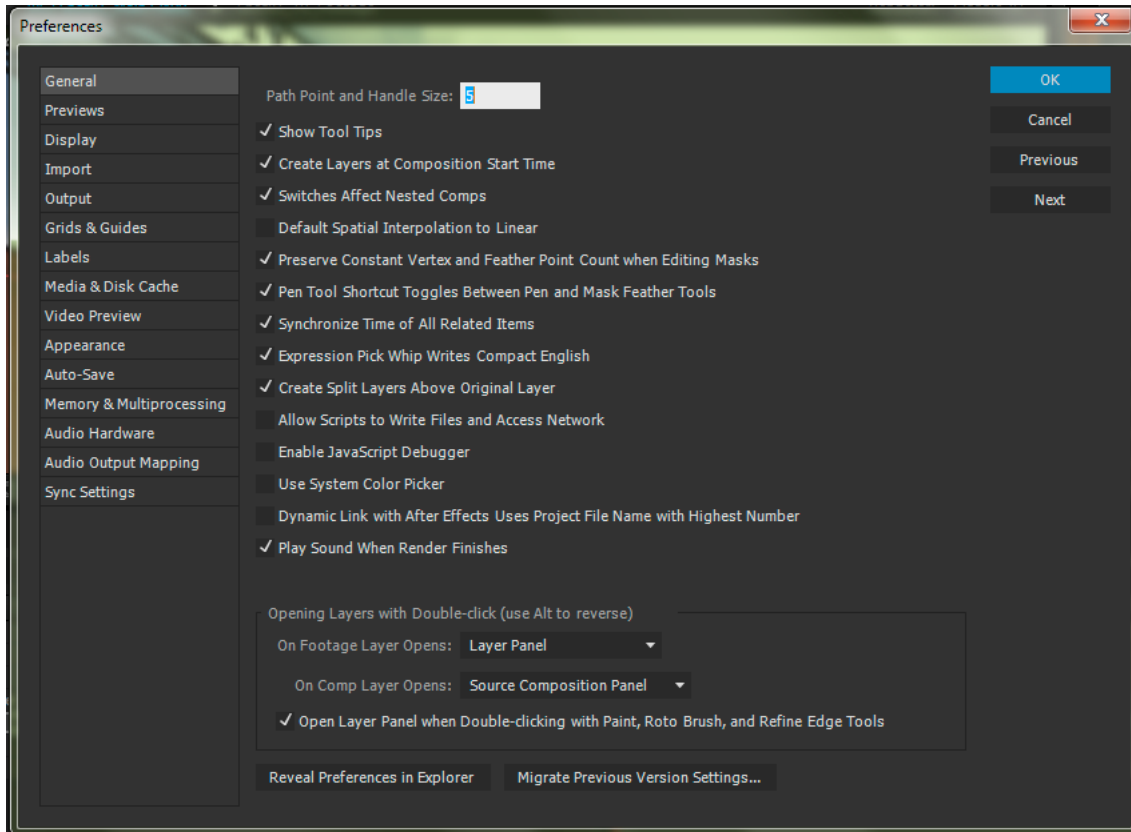 Preferences
General
Previews
Display
Import
Output
Grids & Guides
Labels
Media & Disk Cache
Video Preview
Appearance
Auto-Save
Memory & Multiprocessing
Audio Hardware
Audio Output Mapping
Sync Settings
Path Point and Handle Size: 5
Show Tool Tips
Create Layers at Composition Start Time
Switches Affect Nested Comps
Default Spatial Interpolation to Linear
Preserve Constant Vertex and Feather Point Count when Editing Masks
Pen Tool Shortcut Toggles Between Pen and Mask Feather Tools
Synchronize Time of All Related Items
Expression Pick Whip Writes Compact English
Create Split Layers Above Original Layer
Allow Scripts to Write Files and Access Network
Enable JavaScript Debugger
Use System Color Picker
Dynamic Link with After Effects Uses Project File Name with Highest Number
Play Sound When Render Finishes
Opening Layers with Double-click (use Alt to reverse)
On Footage Layer Opens: Layer Panel
On Comp Layer Opens: Source Composition Panel
Open Layer Panel when Double-clicking with Paint, Roto Brush, and Refine Edge Tools
Reveal Preferences in Explorer
Migrate Previous Version Settings...
OK
Cancel
Previous
Next